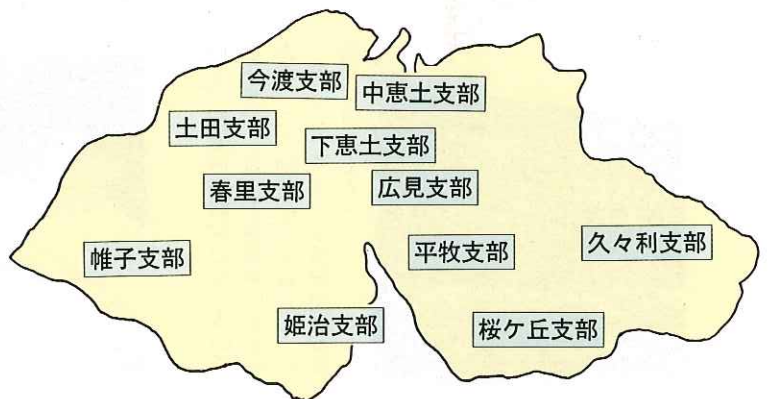 今渡支部
中恵土支部
土田支部
下恵土支部
春里支部
広見支部
帷子支部
平牧支部
久々利支部
姫治支部
桜ケ丘支部